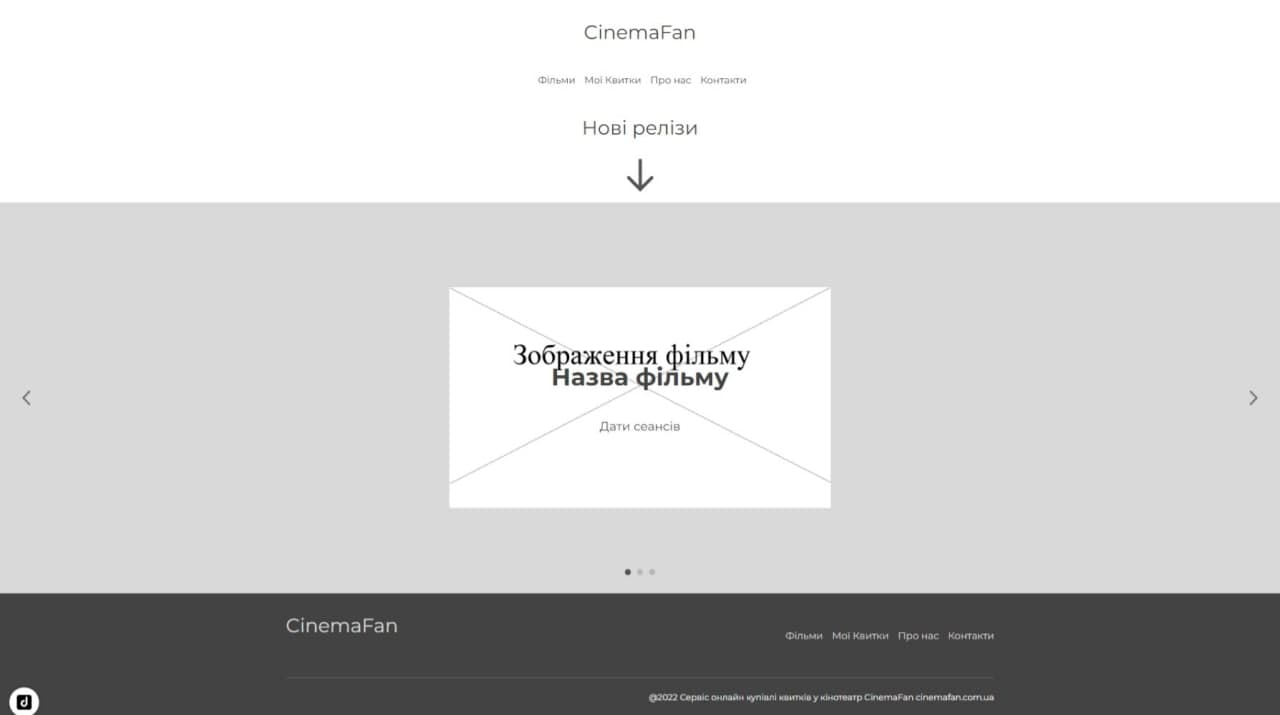 CinemaFan
Фільми Мої Квитки Про нас Контакти
Нові релізи
Зображення фільму
Назва фільму
Дати сеансів
CinemaFan
Фільми Мої Квитки Про нас Контакти
@2022 Сервіс онлайн купівлі квитків у кінотеатр CinemaFan cinemafan.com.ua